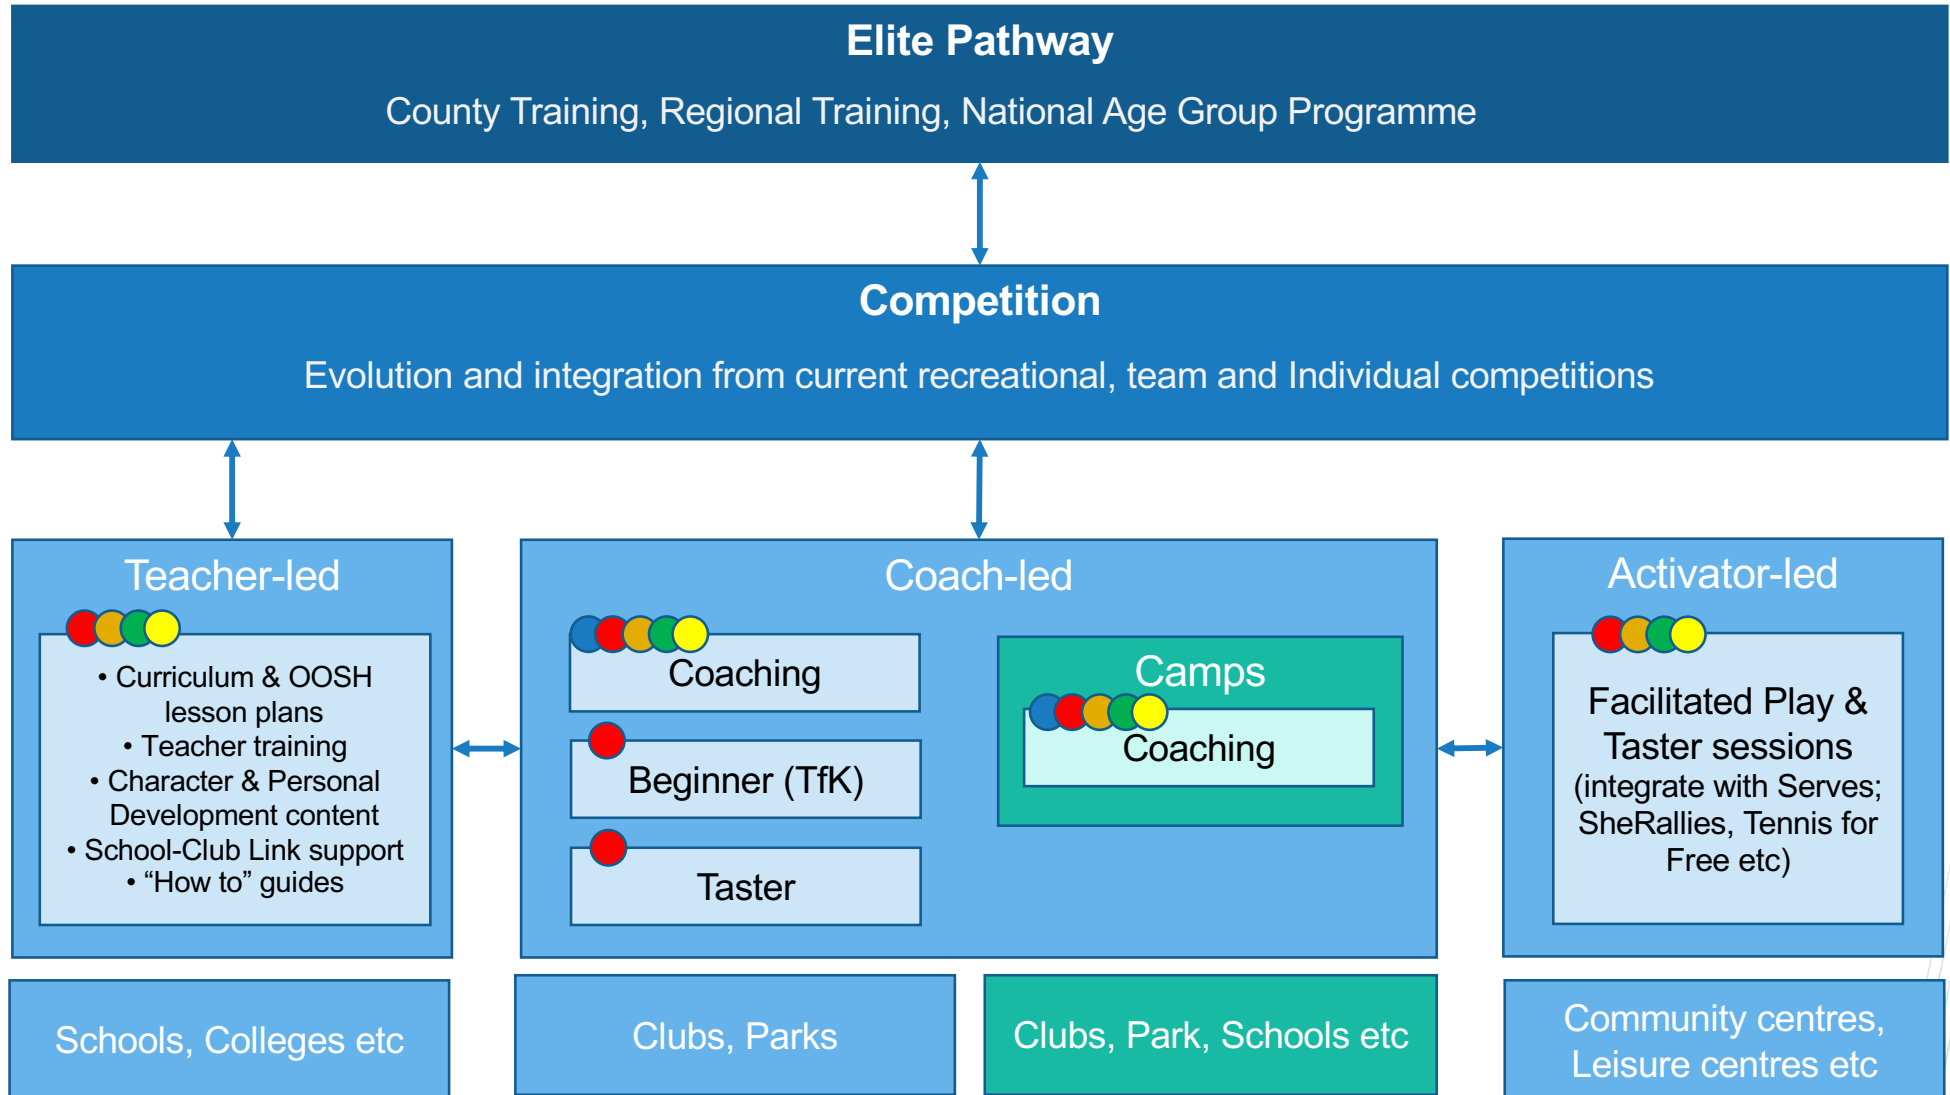 Elite Pathway
County Training, Regional Training, National Age Group Programme
Competition
Evolution and integration from current recreational, team and Individual competitions
Teacher-led
• Curriculum & OOSH
lesson plans
• Teacher training
• Character & Personal
Development content
• School-Club Link support
• “How to” guides
Coach-led
Coaching
Beginner (TfK)
Taster
Camps
Coaching
Activator-led
Facilitated Play &
Taster sessions
(integrate with Serves;
SheRallies, Tennis for
Free etc)
Schools, Colleges etc
Clubs, Parks
Clubs, Park, Schools etc
Community centres,
Leisure centres etc